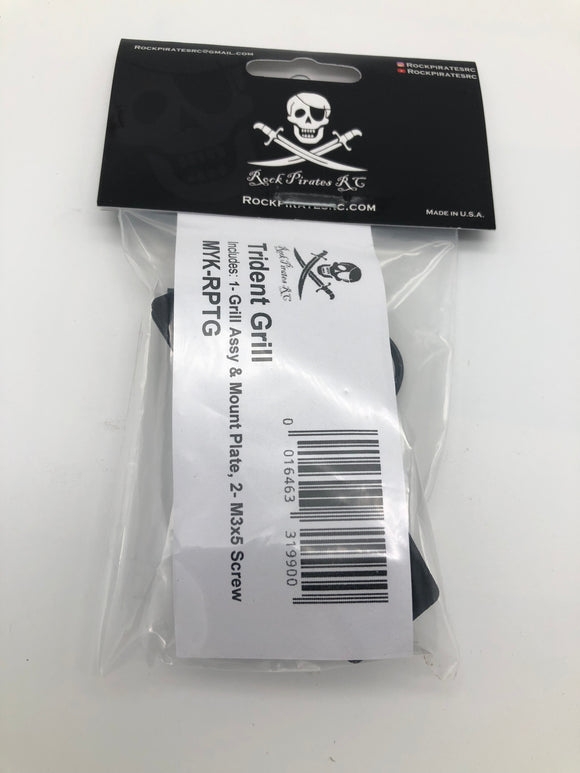 Rockpiratesrc@gmail.com
Rockpiratesrc
Rockpiratesrc
Rock Pirates RC
Rockpiratesrc.com
Made in U.S.A.
Rock Pirates RC
Trident Grill
Includes: 1- Grill Assy & Mount Plate, 2- M3x5 Screw
MYK-RPTG
0 016463 319900